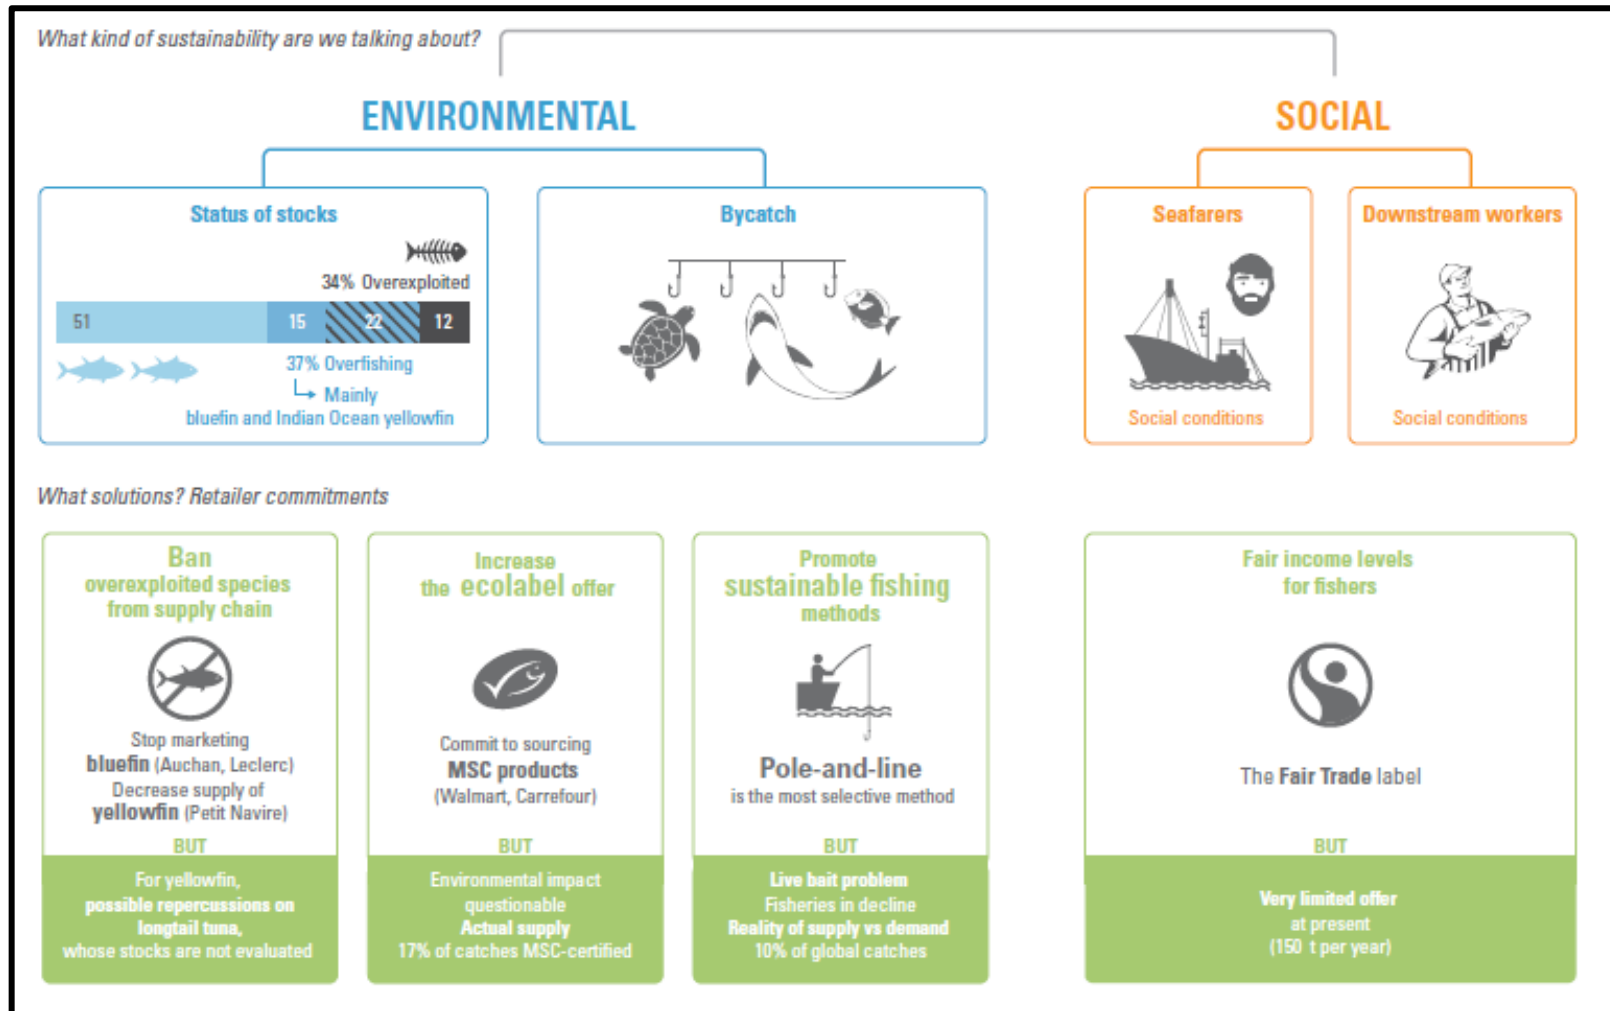 What kind of sustainability are we talking about?
ENVIRONMENTAL
SOCIAL
Status of stocks
34% Overexploited
51
15
22
12
37% Overfishing
Mainly
bluefin and Indian Ocean yellowfin
Bycatch
Seafarers
Social conditions
Downstream workers
Social conditions
What solutions? Retailer commitments
Ban
overexploited species
from supply chain
Stop marketing
bluefin (Auchan, Leclerc)
Decrease supply of
yellowfin (Petit Navire)
BUT
For yellowfin,
possible repercussions on
longtail tuna,
whose stocks are not evaluated
Increase
the ecolabel offer
Commit to sourcing
MSC products
(Walmart, Carrefour)
BUT
Environmental impact
questionable
Actual supply
17% of catches MSC-certified
Promote
sustainable fishing
methods
Pole-and-line
is the most selective method
BUT
Live bait problem
Fisheries in decline
Reality of supply vs demand
10% of global catches
Fair income levels
for fishers
The Fair Trade label
BUT
Very limited offer
at present
(150 t per year)